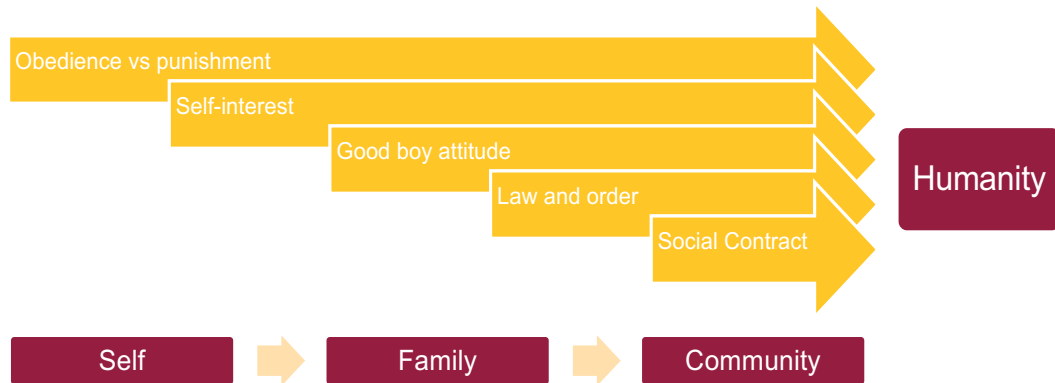 Obedience vs punishment
Self-interest
Good boy attitude
Law and order
Social Contract
Humanity
Self
Family
Community